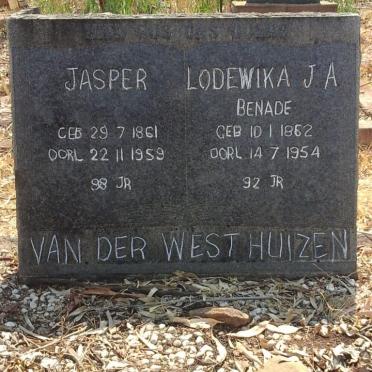 JASPER
GEB 29 7 1861
OORL 22 11 1959
98 JR
LODEWIKA J A
BENADE
GEB 10 1 1862
OORL 14 7 1954
92 JR
VAN DER WESTHUIZEN